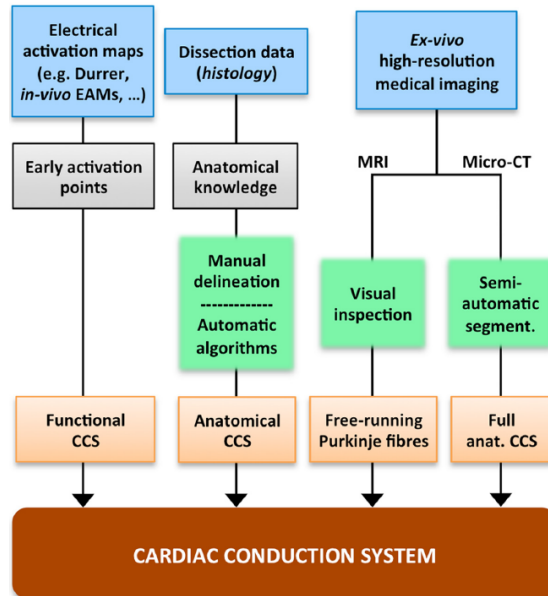 Electrical
activation maps
(e.g. Durrer,
in-vivo EAMs, ...)
Dissection data
(histology)
Ex-vivo
high-resolution
medical imaging
MRI
Micro-CT
Early activation
points
Anatomical
knowledge
Manual
delineation
-------------
Automatic
algorithms
Visual
inspection
Semi-
automatic
segment.
Functional
CCS
Anatomical
CCS
Free-running
Purkinje fibres
Full
anat. CCS
CARDIAC CONDUCTION SYSTEM